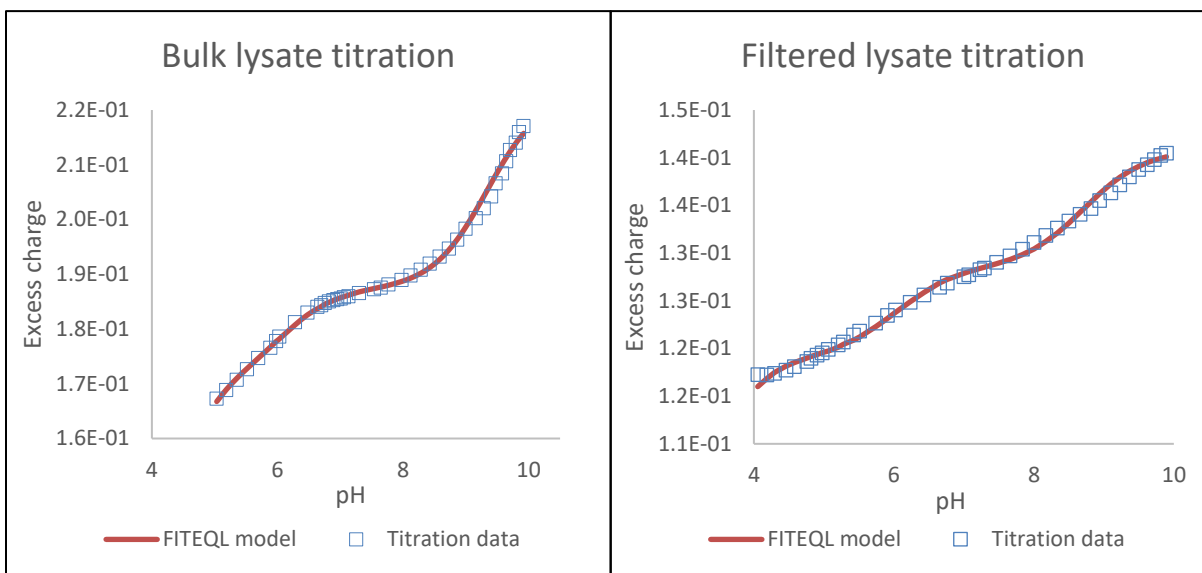 Bulk lysate titration
2.2E-01
2.1E-01
2.0E-01
1.9E-01
1.8E-01
1.7E-01
1.6E-01
Excess charge
4 6 8 10
pH
FITEQL model Titration data
Filtered lysate titration
1.5E-01
1.4E-01
1.4E-01
1.3E-01
1.3E-01
1.2E-01
1.2E-01
1.1E-01
Excess charge
4 6 8 10
pH
FITEQL model Titration data